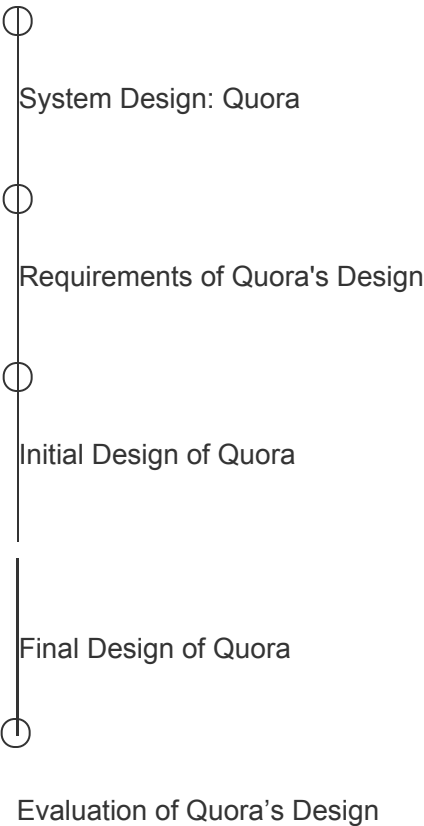 System Design: Quora
Requirements of Quora's Design
Initial Design of Quora
Final Design of Quora
Evaluation of Quora’s Design